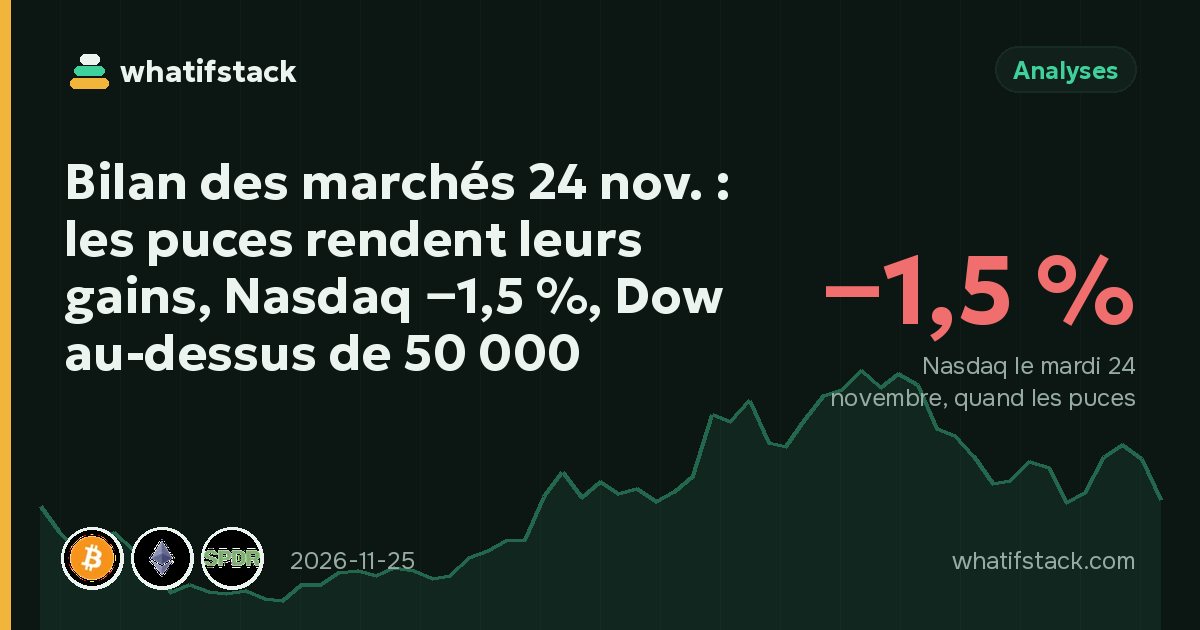 whatifstack
Analyses
Bilan des marchés 24 nov. :
les puces rendent leurs
gains, Nasdaq −1,5 %, Dow
au-dessus de 50 000
−1,5 %
Nasdaq le mardi 24
novembre, quand les puces
SPDR
2026-11-25
whatifstack.com